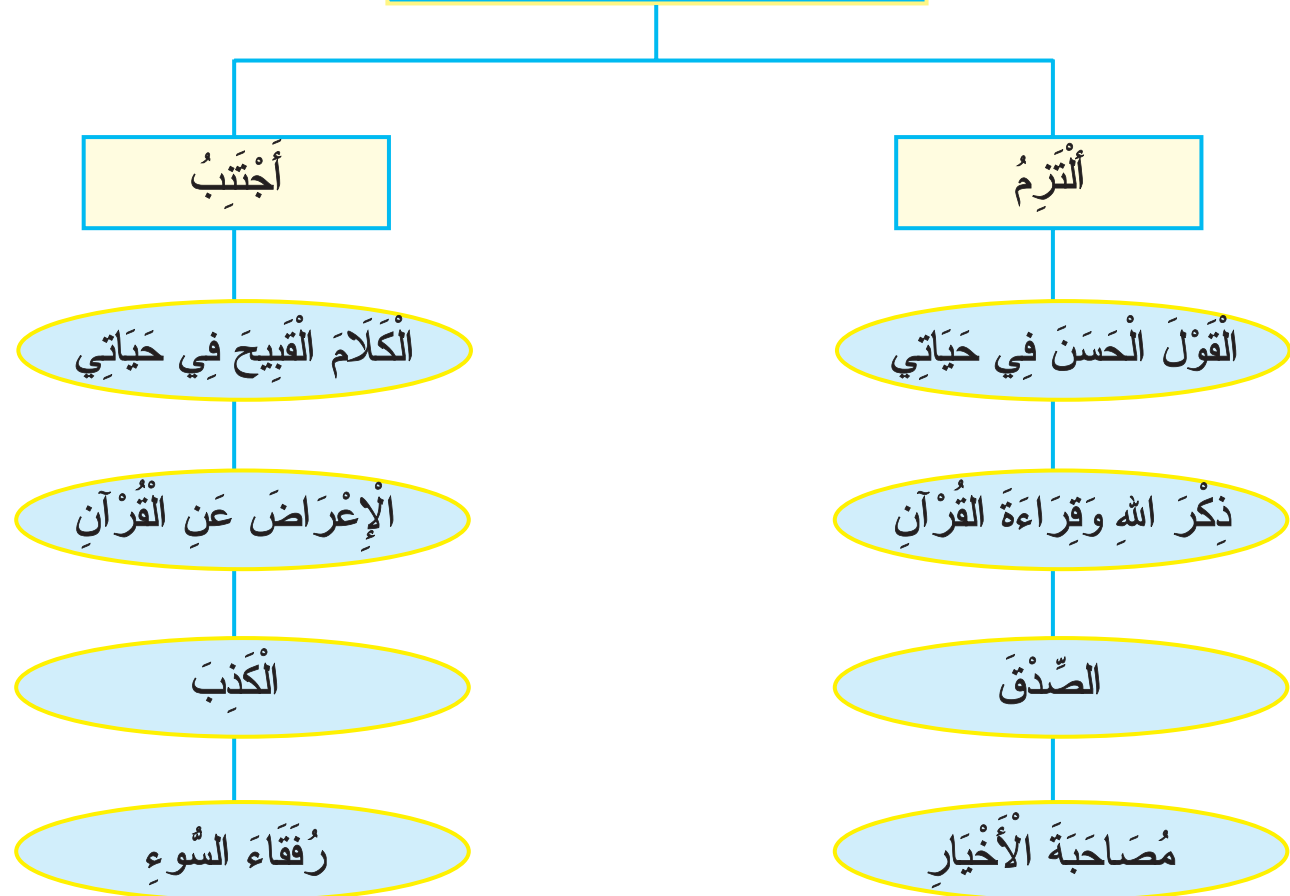 أَلْتَزِمُ
أَجْتَنِبُ
الْقَوْلَ الْحَسَنَ فِي حَيَاتِي
الْكَلَامَ الْقَبِيحَ فِي حَيَاتِي
ذِكْرَ اللهِ وَقِرَاءَةَ القُرْآنِ
الْإِعْرَاضَ عَنِ الْقُرْآنِ
الصِّدْقَ
الْكَذِبَ
مُصَاحَبَةَ الْأَخْيَارِ
رُفَقَاءَ السُّوءِ